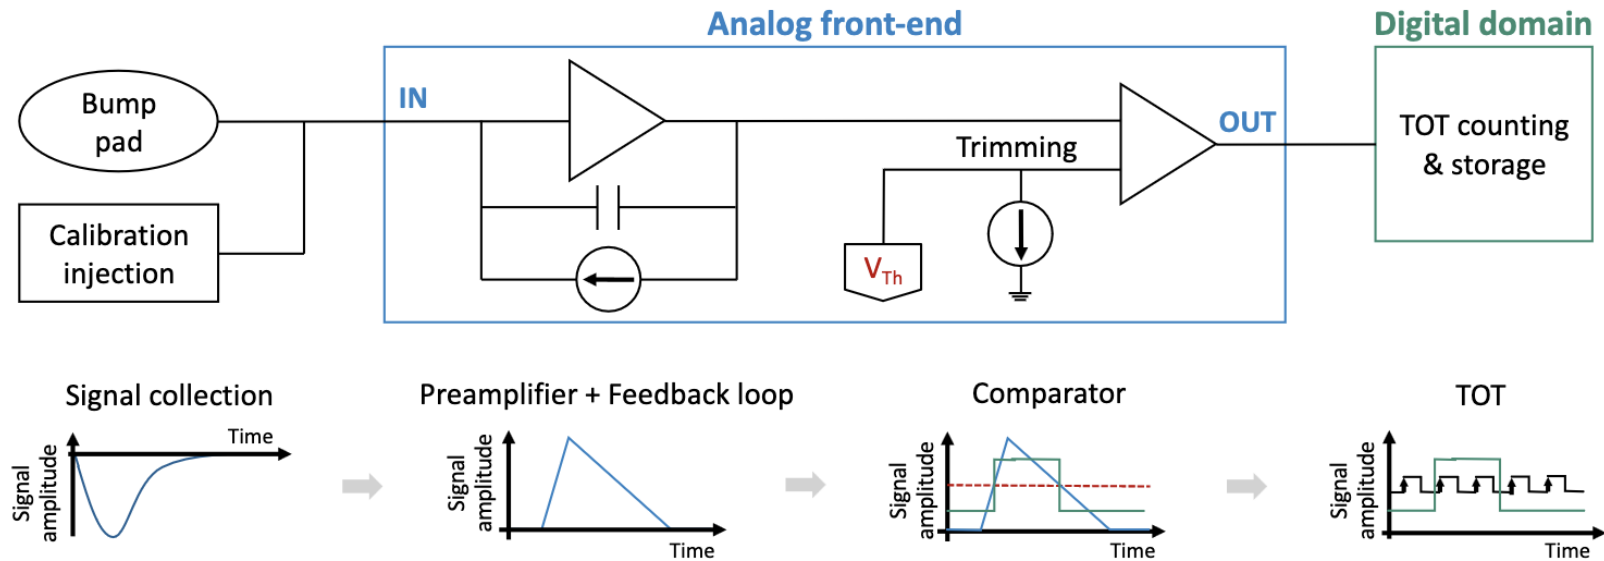 Analog front-end
Digital domain
Bump
pad
IN
Trimming
OUT
TOT counting
& storage
Calibration
injection
VTh
Signal collection
Preamplifier + Feedback loop
Comparator
TOT
Signal
amplitude
Time
Signal
amplitude
Time
Signal
amplitude
Time
Signal
amplitude
Time